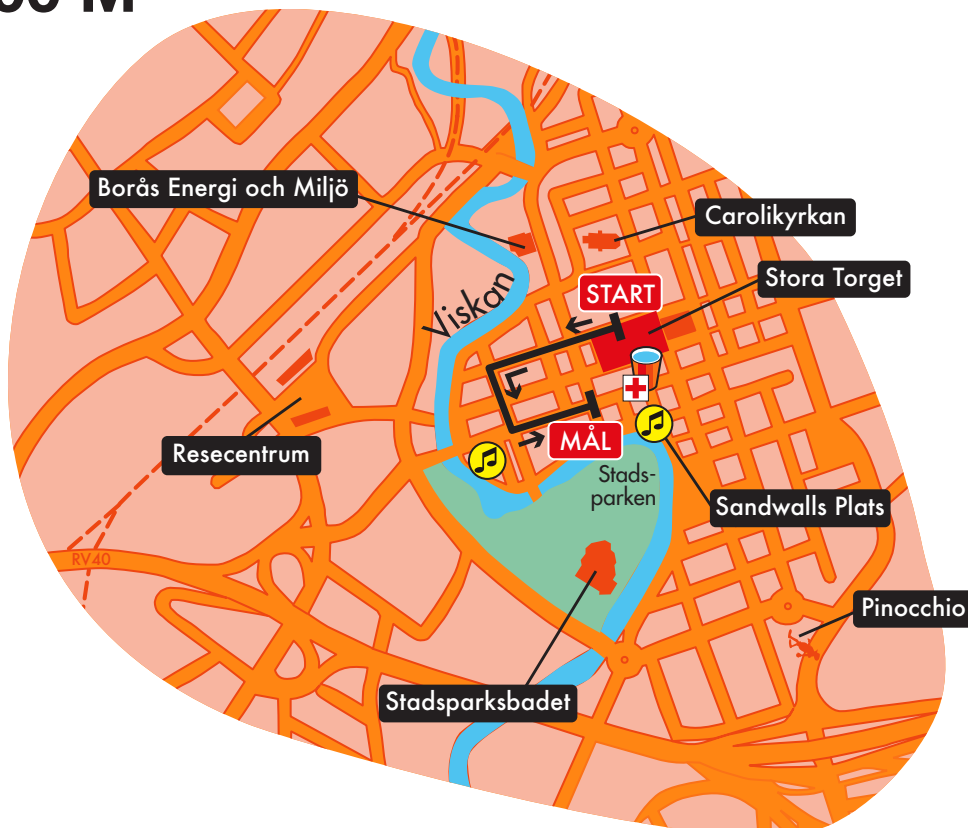 Borås Energi och Miljö
Carolikyrkan
Stora Torget
START
Viskan
MÅL
Resecentrum
Stads-
parken
Sandwalls Plats
RV40
Pinocchio
Stadsparksbadet